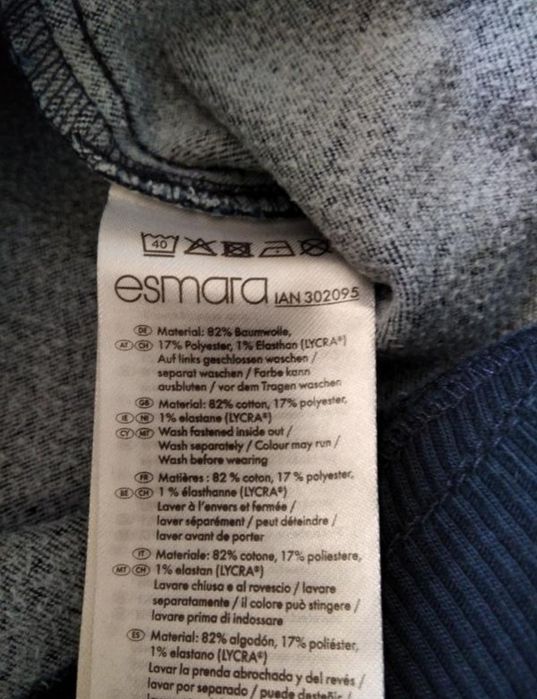 40
esmara IAN 302095
DE Material: 82% Baumwolle,
AT CH 17% Polyester, 1% Elasthan (LYCRA®)
Auf links geschlossen waschen /
separat waschen / Farbe kann
ausbluten / vor dem Tragen waschen
GB Material: 82% cotton, 17% polyester,
IE NI 1% elastane (LYCRA®)
CY MT Wash fastened inside out /
Wash separately / Colour may run /
Wash before wearing
FR Matières : 82 % coton, 17 % polyester,
BE CH 1 % élasthanne (LYCRA®)
Laver à l'envers et fermée /
laver séparément / peut déteindre /
laver avant de porter
IT Materiale: 82% cotone, 17% poliestere,
MT CH 1% elastan (LYCRA®)
Lavare chiusa e al rovescio / lavare
separatamente / il colore può stingere /
lavare prima di indossare
ES Material: 82% algodón, 17% poliéster,
1% elastano (LYCRA®)
Lavar la prenda abrochada y del revés /
lavar por separado / puede desteñir /